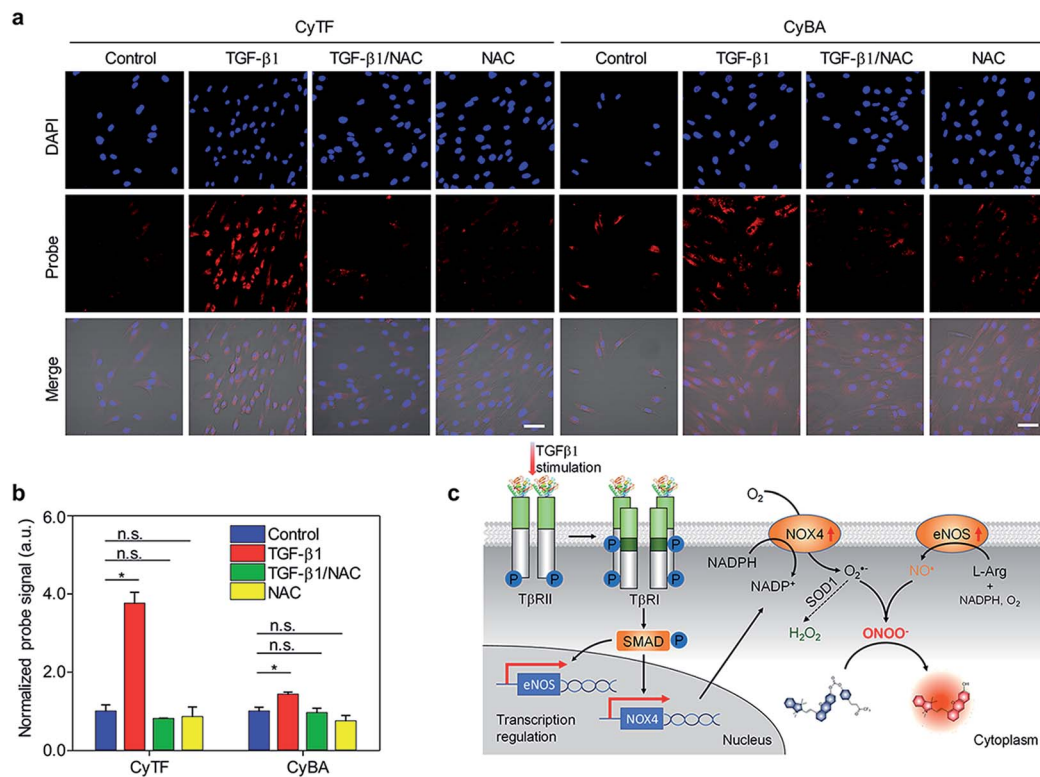 a
CyTF
CyBA
Control
TGF-β1
TGF-β1/NAC
NAC
Control
TGF-β1
TGF-β1/NAC
NAC
DAPI
Probe
Merge
b
Normalized probe signal (a.u.)
6.0
4.0
2.0
0.0
n.s.
n.s.
*
Control
TGF-β1
TGF-β1/NAC
NAC
n.s.
n.s.
*
CyTF
CyBA
c
TGFβ1
stimulation
P
P
TβRII
P
P
P
P
TβRI
SMAD
P
eNOS
NOX4
Transcription
regulation
Nucleus
O₂
NOX4
NADPH
NADP⁺
O₂•-
SOD1
H₂O₂
eNOS
NO•
L-Arg
+
NADPH, O₂
ONOO⁻
OH
Cytoplasm